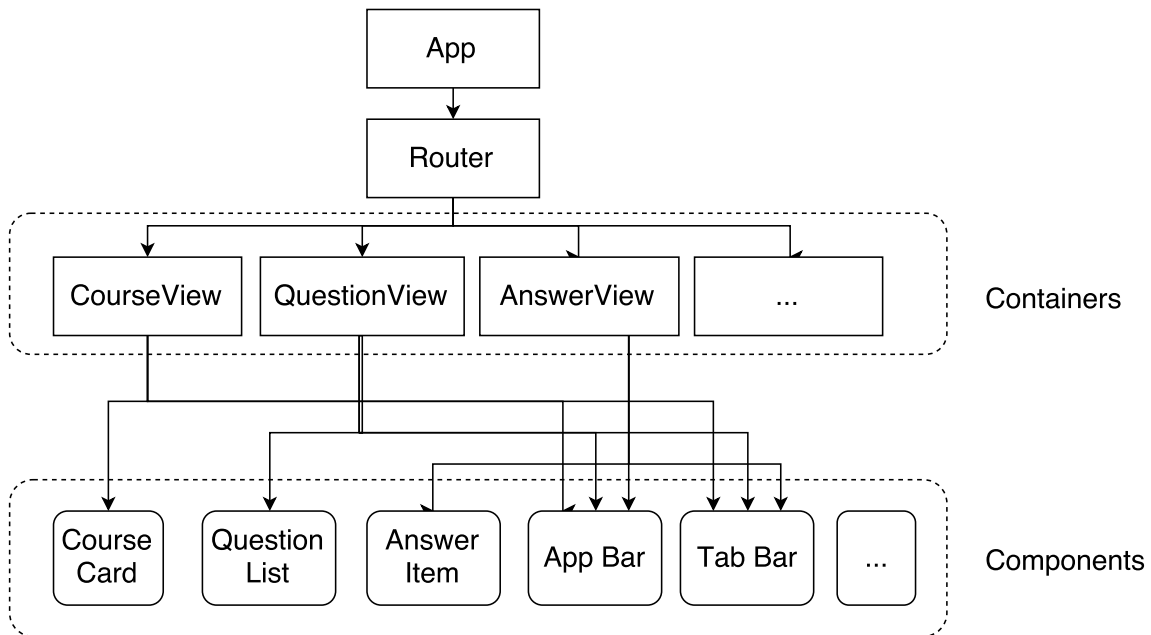 App
Router
CourseView
QuestionView
AnswerView
...
Containers
Course
Card
Question
List
Answer
Item
App Bar
Tab Bar
...
Components